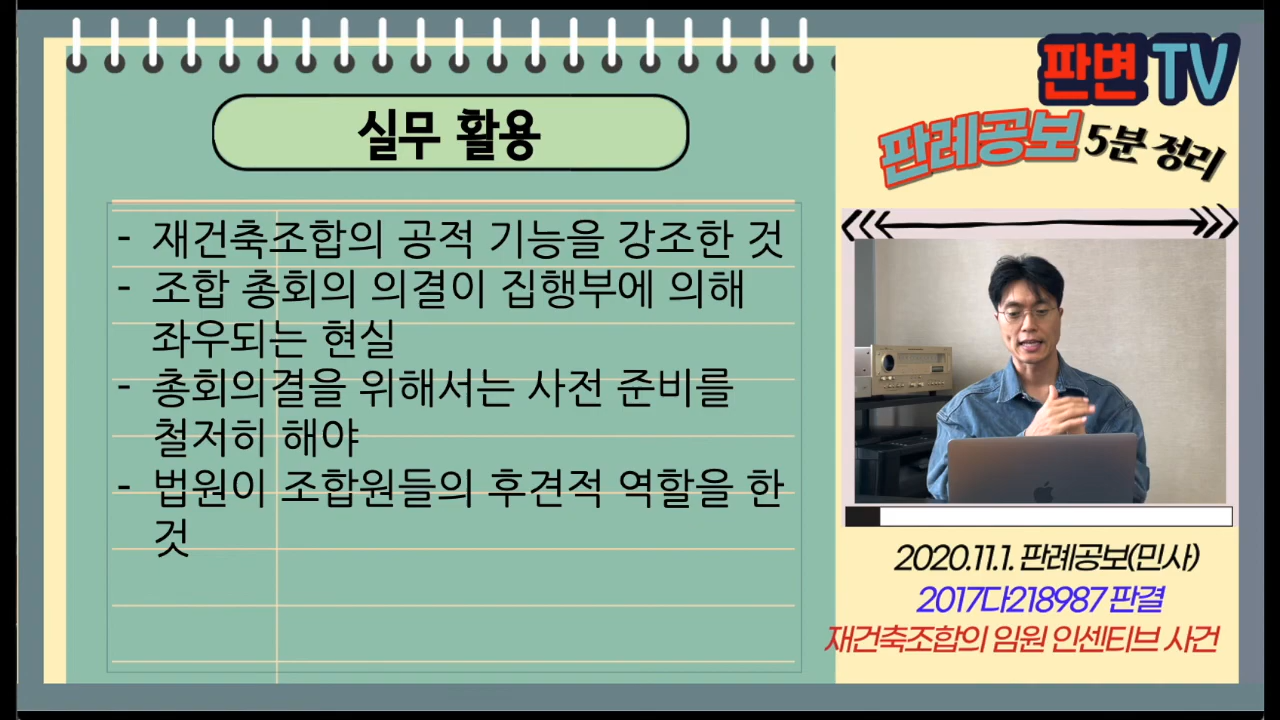 실무 활용
- 재건축조합의 공적 기능을 강조한 것
- 조합 총회의 의결이 집행부에 의해
좌우되는 현실
- 총회의결을 위해서는 사전 준비를
철저히 해야
- 법원이 조합원들의 후견적 역할을 한
것
판변 TV
판례공보 5분 정리
2020.11.1. 판례공보(민사)
2017다218987 판결
재건축조합의 임원 인센티브 사건